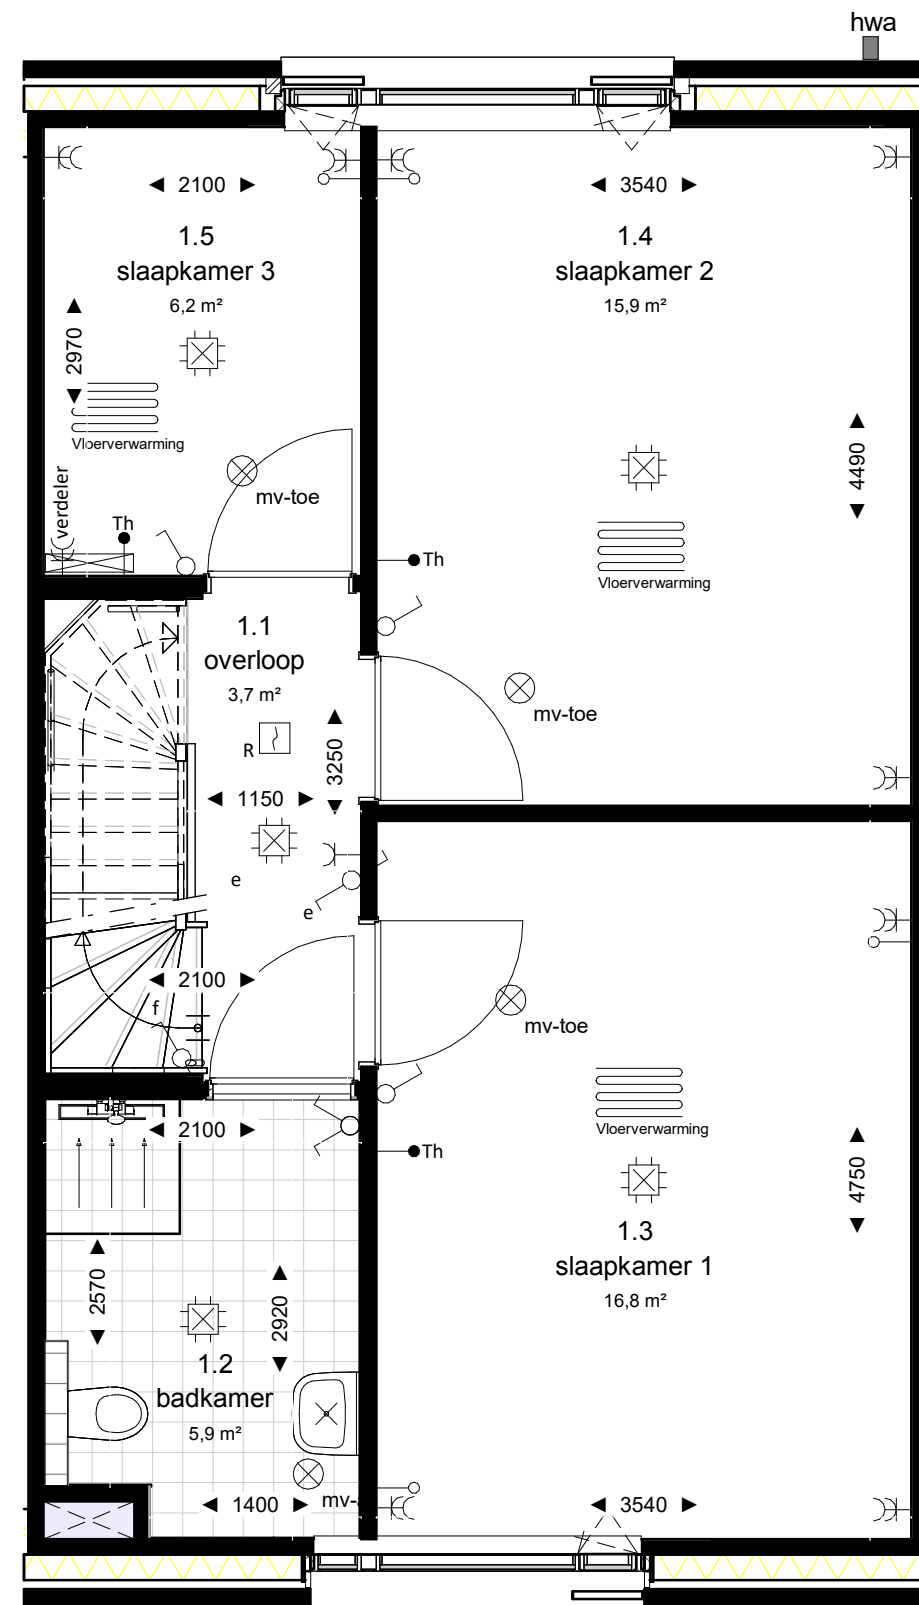 hwa
2100
3540
1.5
slaapkamer 3
6,2 m²
1.4
slaapkamer 2
15,9 m²
2970
Vloerverwarming
4490
verdeler
Th
mv-toe
Th
Vloerverwarming
1.1
overloop
3,7 m²
mv-toe
R
3250
1150
e
e
2100
f
mv-toe
Vloerverwarming
2100
Th
4750
1.3
slaapkamer 1
16,8 m²
2570
2920
1.2
badkamer
5,9 m²
1400
mv-
3540